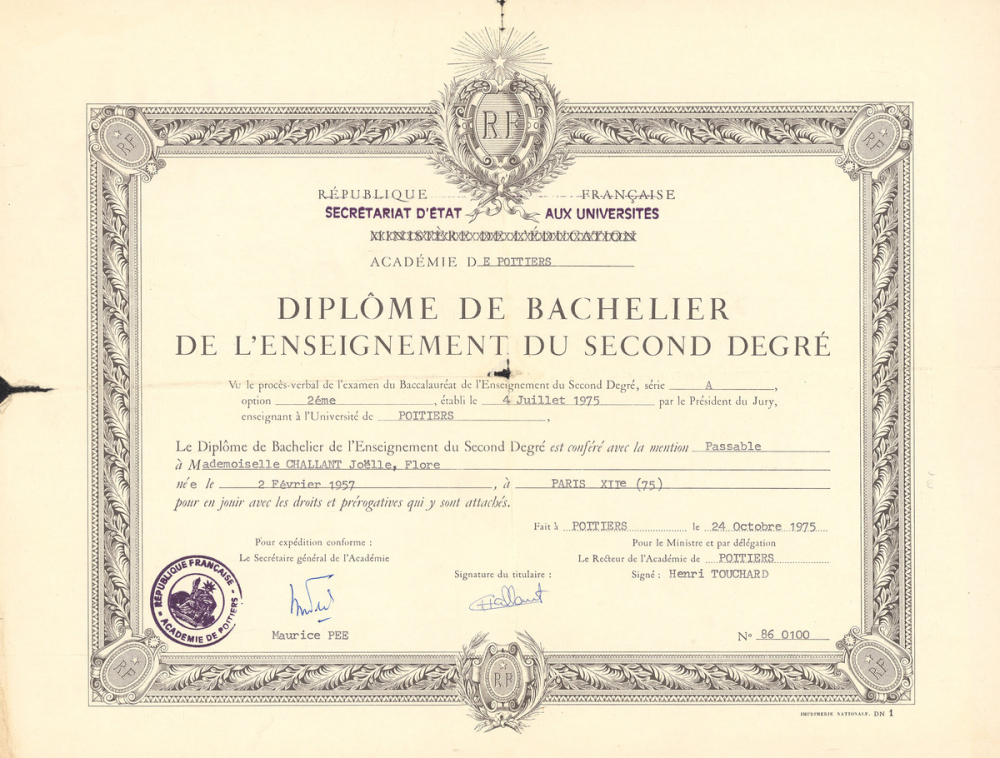 RF
RF
RF
RÉPUBLIQUE FRANÇAISE
SECRÉTARIAT D'ÉTAT AUX UNIVERSITÉS
MINISTÈRE DE L'ÉDUCATION
ACADÉMIE DE POITIERS
DIPLÔME DE BACHELIER
DE L'ENSEIGNEMENT DU SECOND DEGRÉ
Vu le procès-verbal de l'examen du Baccalauréat de l'Enseignement du Second Degré, série A,
option 2éme, établi le 4 Juillet 1975 par le Président du Jury,
enseignant à l'Université de POITIERS,
Le Diplôme de Bachelier de l'Enseignement du Second Degré est conféré avec la mention Passable
à Mademoiselle CHALLANT Joëlle, Flore
née le 2 Février 1957, à PARIS XIIe (75)
pour en jouir avec les droits et prérogatives qui y sont attachés.
Fait à POITIERS le 24 Octobre 1975
Pour expédition conforme : Pour le Ministre et par délégation
Le Secrétaire général de l'Académie Le Recteur de l'Académie de POITIERS
Signature du titulaire : Signé : Henri TOUCHARD
RÉPUBLIQUE FRANÇAISE
ACADÉMIE DE POITIERS
Challant
Maurice PEE N° 86 0100
RF
RF
RF
IMPRIMERIE NATIONALE. DN 1